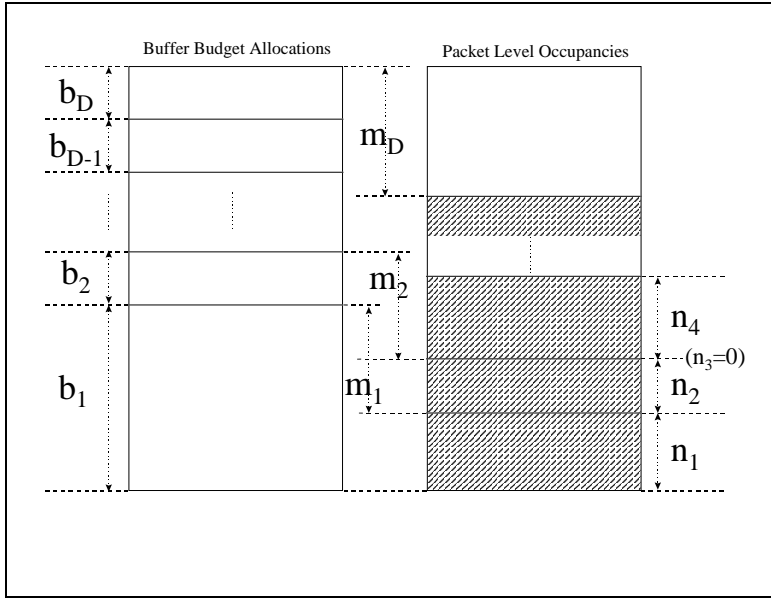 Buffer Budget Allocations
Packet Level Occupancies
b_D
b_{D-1}
b_2
b_1
m_D
m_2
m_1
n_4
(n_3=0)
n_2
n_1